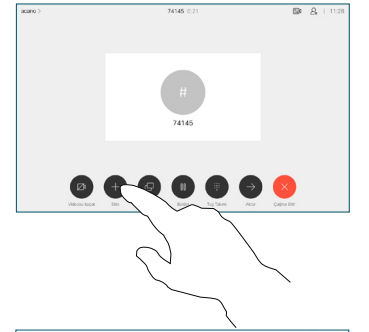 acano
74145 0:21
11:26
#
74145
Videoyu kapat
Ekle
Beklet
Tuş Takımı
Aktar
Çağrıyı Bitir